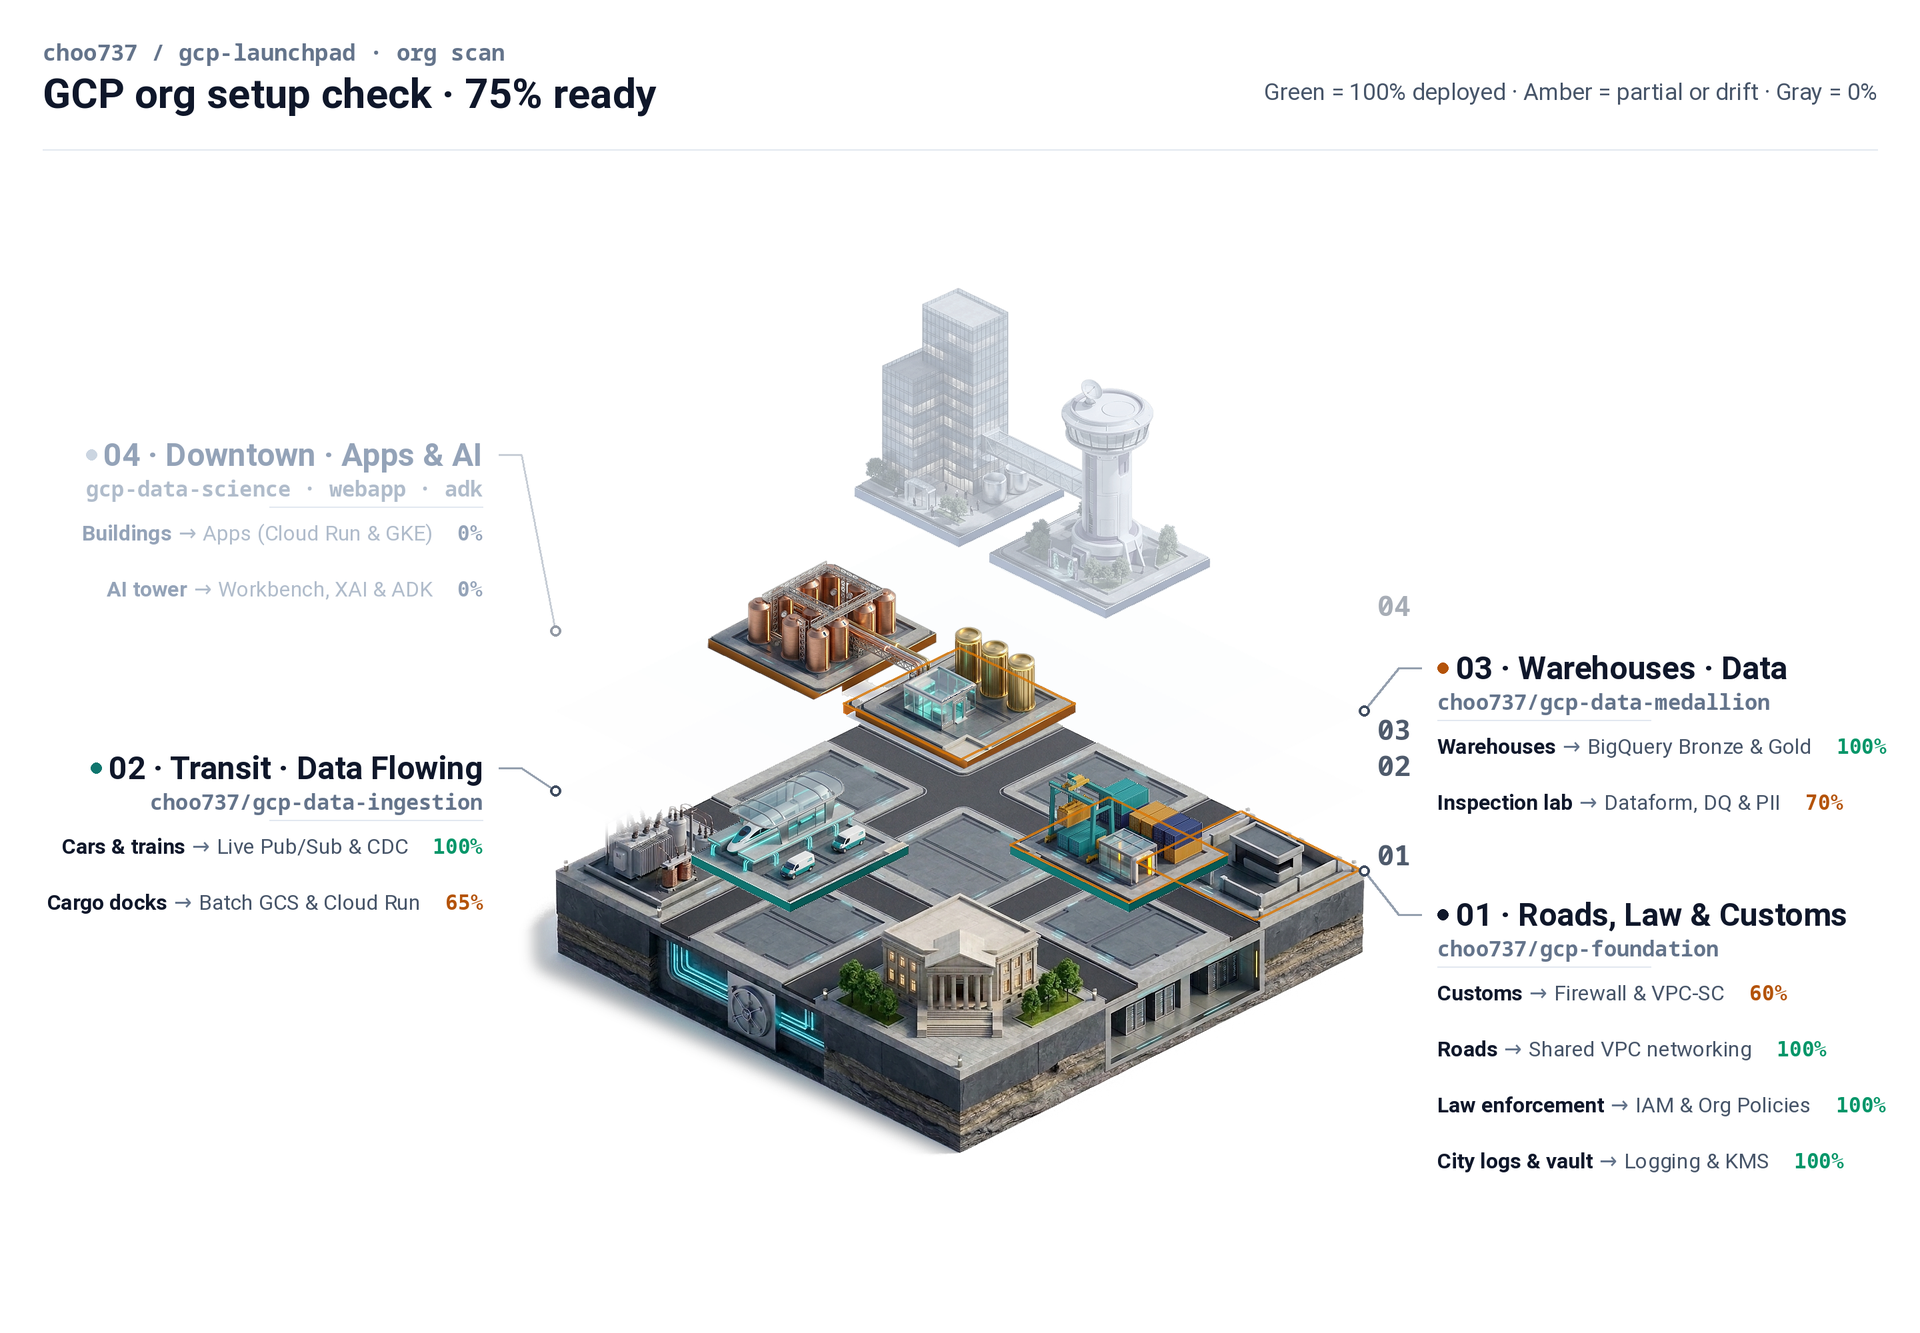 choo737 / gcp-launchpad · org scan
GCP org setup check · 75% ready
Green = 100% deployed · Amber = partial or drift · Gray = 0%
04 · Downtown · Apps & AI
gcp-data-science · webapp · adk
Buildings → Apps (Cloud Run & GKE) 0%
AI tower → Workbench, XAI & ADK 0%
02 · Transit · Data Flowing
choo737/gcp-data-ingestion
Cars & trains → Live Pub/Sub & CDC 100%
Cargo docks → Batch GCS & Cloud Run 65%
04
03
02
01
03 · Warehouses · Data
choo737/gcp-data-medallion
Warehouses → BigQuery Bronze & Gold 100%
Inspection lab → Dataform, DQ & PII 70%
01 · Roads, Law & Customs
choo737/gcp-foundation
Customs → Firewall & VPC-SC 60%
Roads → Shared VPC networking 100%
Law enforcement → IAM & Org Policies 100%
City logs & vault → Logging & KMS 100%